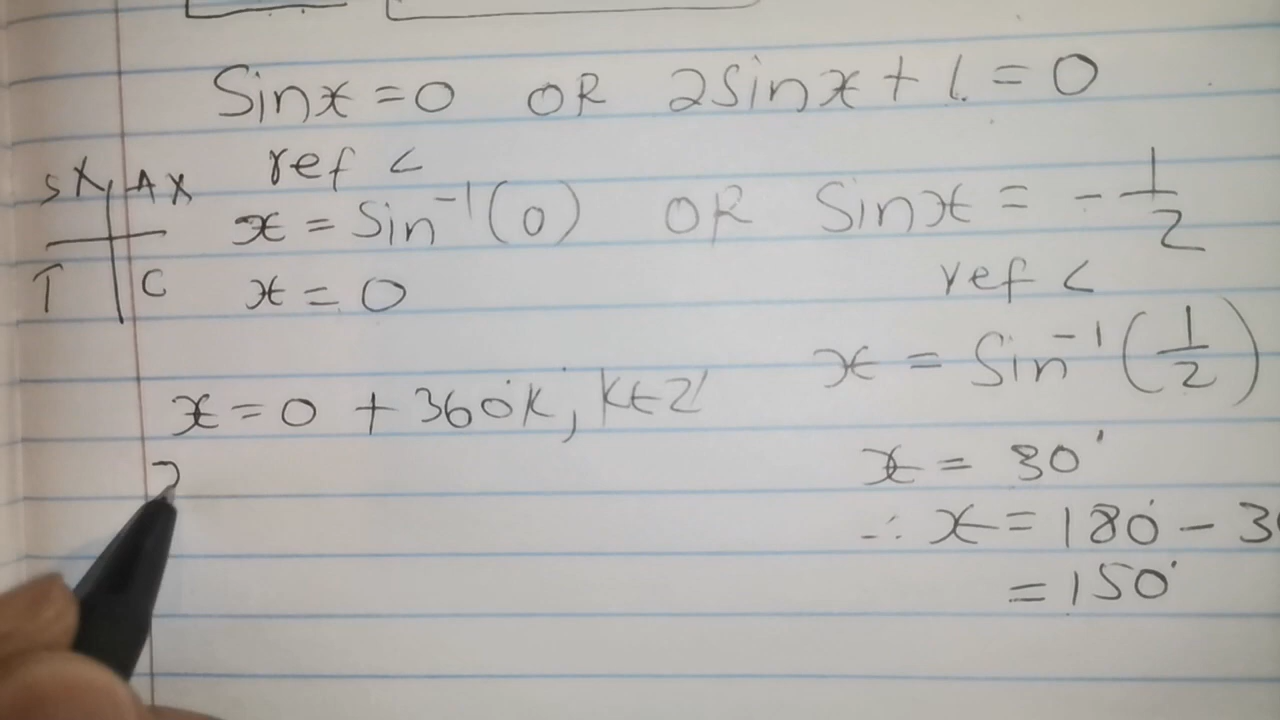 Sinx = 0 OR 2Sinx + 1 = 0
ref <
S X A X
T C
x = Sin⁻¹(0) OR Sinx = -1/2
x = 0
ref <
x = Sin⁻¹(1/2)
x = 0 + 360°K, K∈Z
x = 30°
∴ x = 180° - 3
= 150°